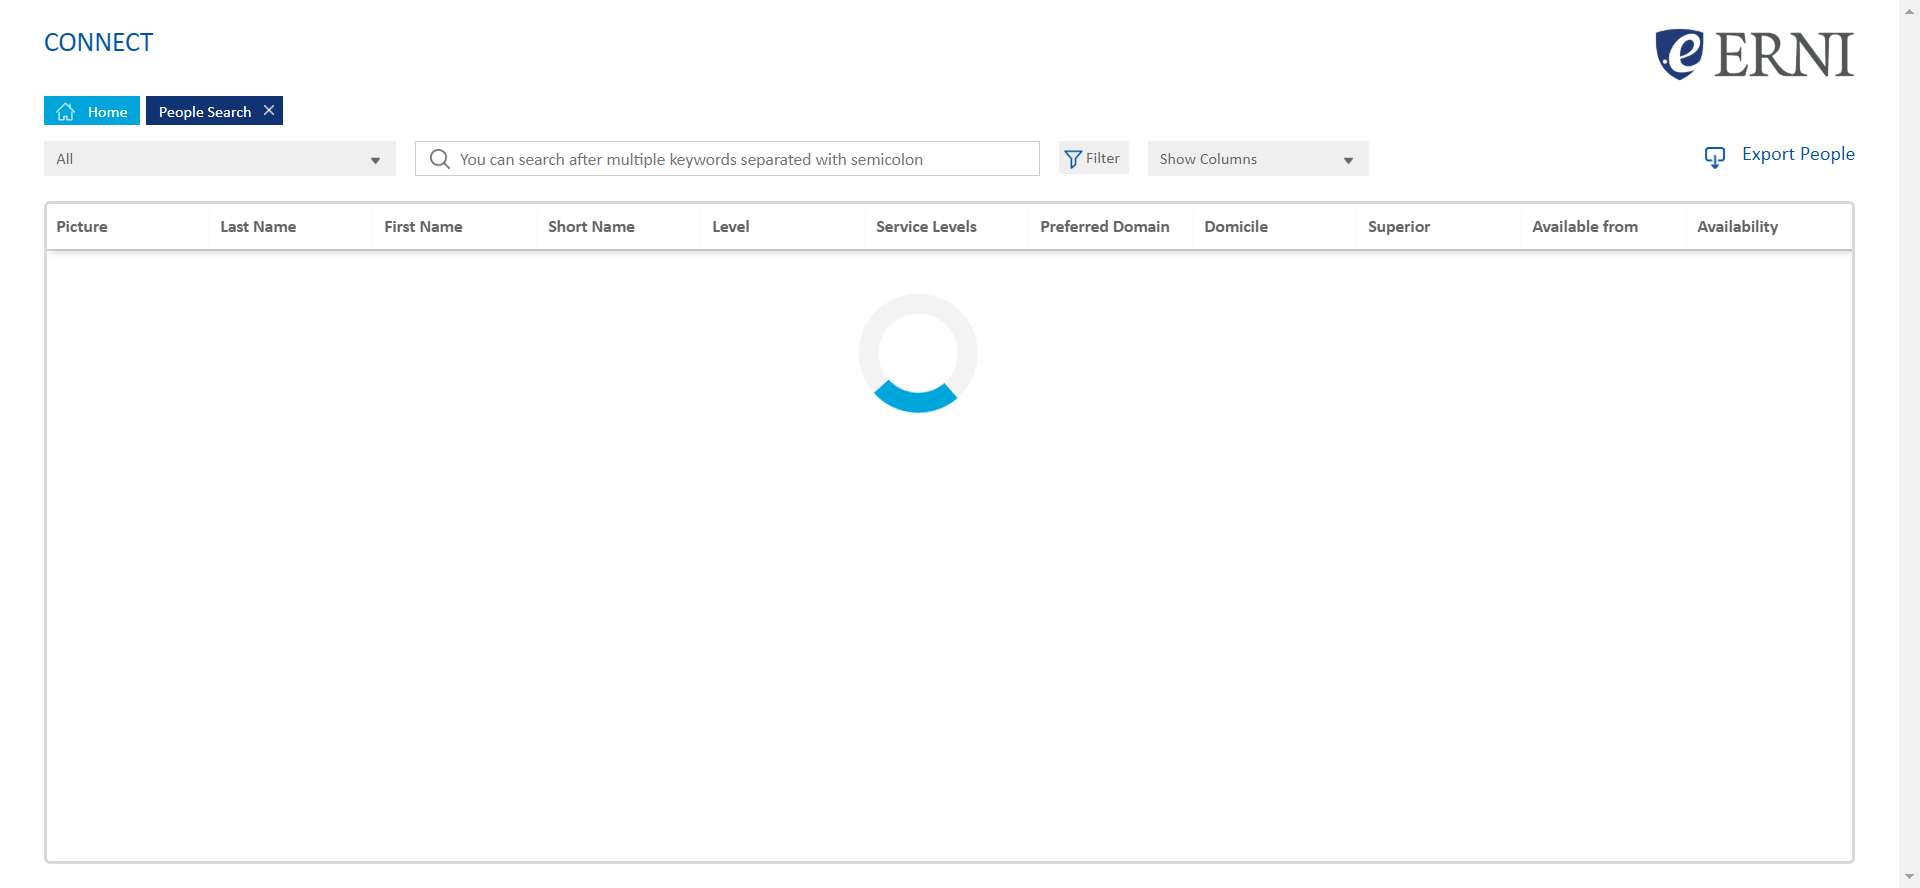 CONNECT
e ERNI
Home
People Search
All
You can search after multiple keywords separated with semicolon
Filter
Show Columns
Export People
Picture Last Name First Name Short Name Level Service Levels Preferred Domain Domicile Superior Available from Availability